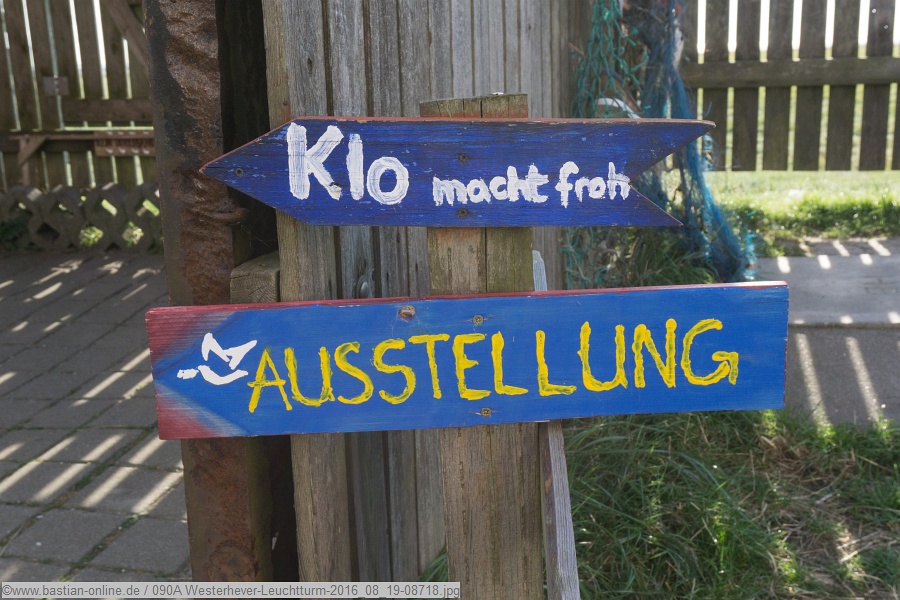 Klo macht froh
AUSSTELLUNG
©www.bastian-online.de / 090A Westerhever-Leuchtturm-2016_08_19-08718.jpg